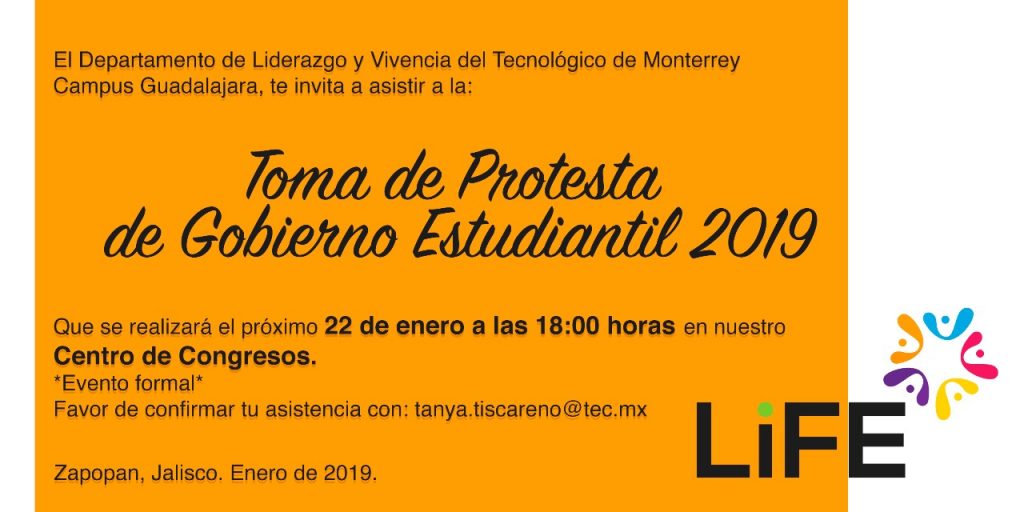 El Departamento de Liderazgo y Vivencia del Tecnológico de Monterrey
Campus Guadalajara, te invita a asistir a la:
Toma de Protesta
de Gobierno Estudiantil 2019
Que se realizará el próximo 22 de enero a las 18:00 horas en nuestro
Centro de Congresos.
*Evento formal*
Favor de confirmar tu asistencia con: tanya.tiscareno@tec.mx
LiFE
Zapopan, Jalisco. Enero de 2019.